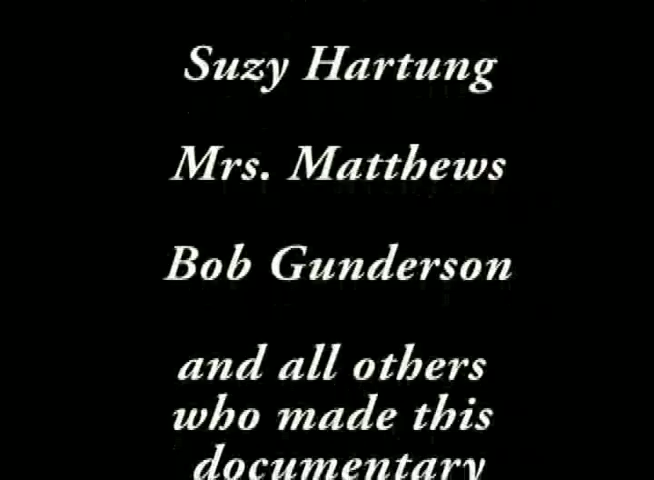 Suzy Hartung
Mrs. Matthews
Bob Gunderson
and all others
who made this
documentary